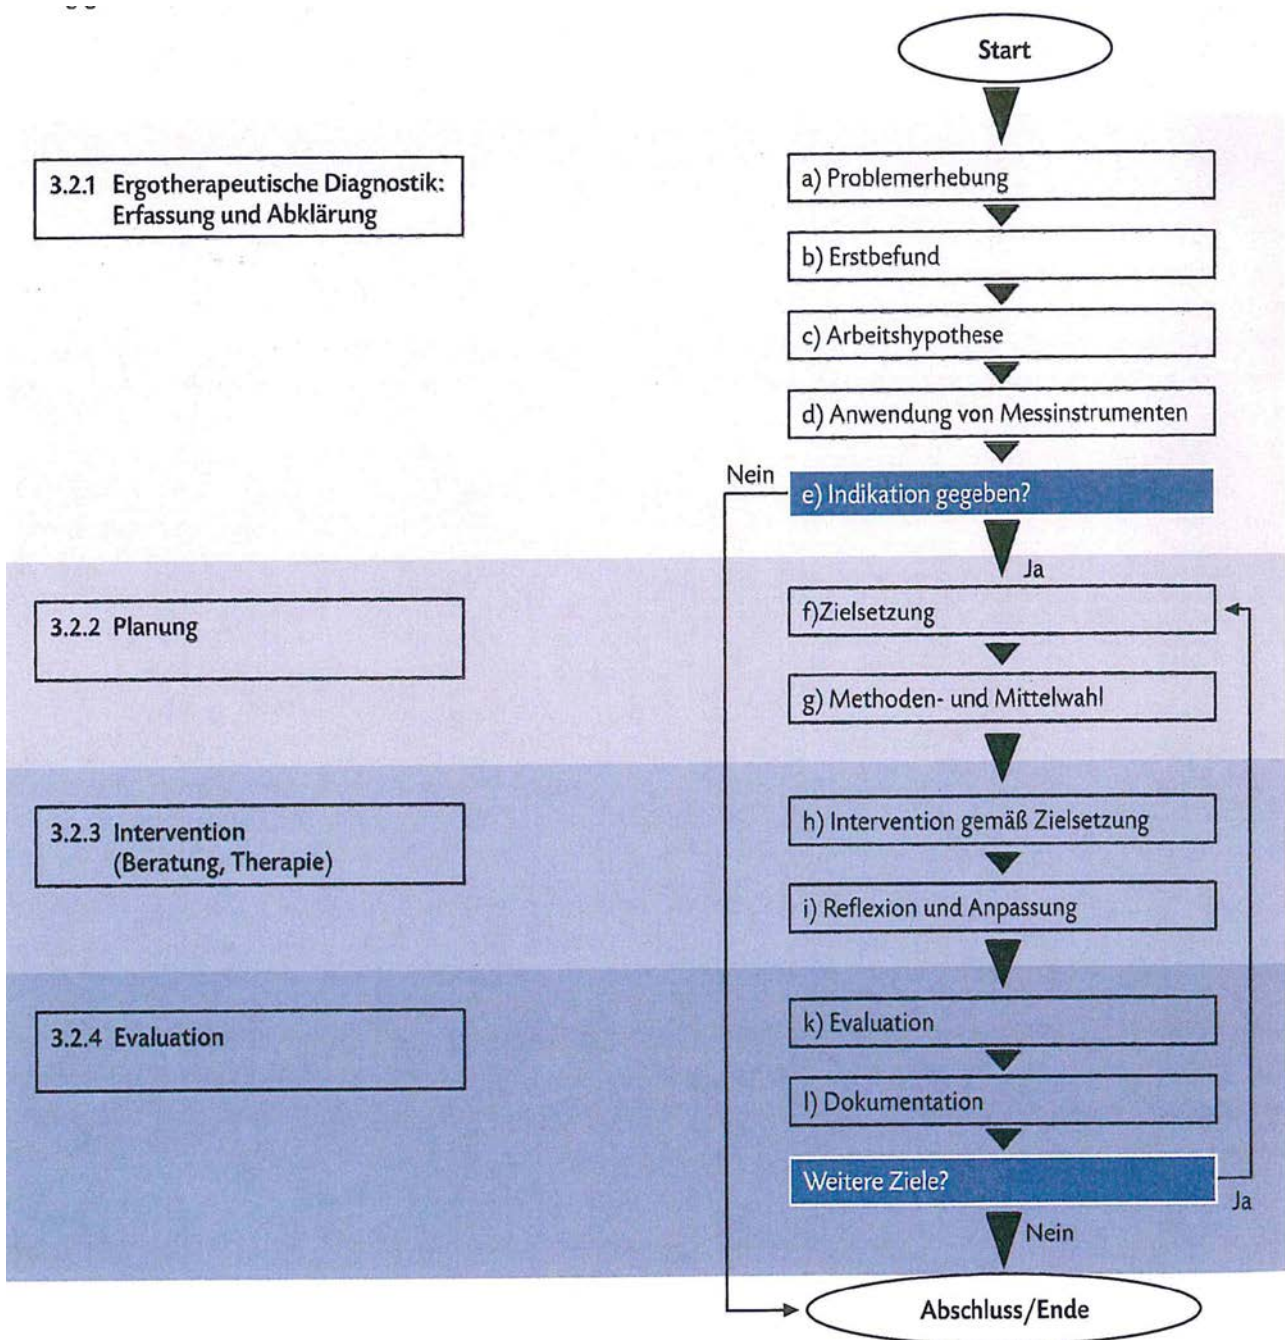 Start
3.2.1 Ergotherapeutische Diagnostik:
Erfassung und Abklärung
a) Problemerhebung
b) Erstbefund
c) Arbeitshypothese
d) Anwendung von Messinstrumenten
Nein
e) Indikation gegeben?
Ja
3.2.2 Planung
f)Zielsetzung
g) Methoden- und Mittelwahl
3.2.3 Intervention
(Beratung, Therapie)
h) Intervention gemäß Zielsetzung
i) Reflexion und Anpassung
3.2.4 Evaluation
k) Evaluation
l) Dokumentation
Weitere Ziele?
Ja
Nein
Abschluss/Ende